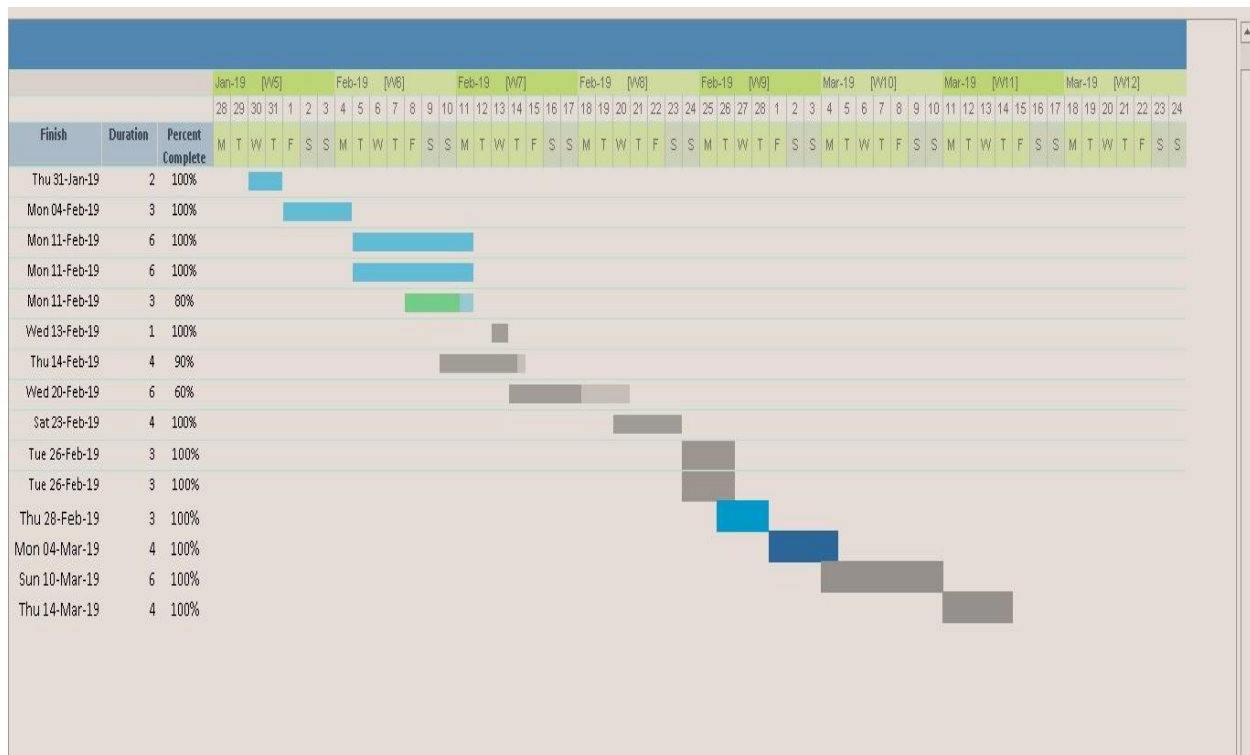 Jan-19 [W5] Feb-19 [W6] Feb-19 [W7] Feb-19 [W8] Feb-19 [W9] Mar-19 [W10] Mar-19 [W11] Mar-19 [W12]
28 29 30 31 1 2 3 4 5 6 7 8 9 10 11 12 13 14 15 16 17 18 19 20 21 22 23 24 25 26 27 28 1 2 3 4 5 6 7 8 9 10 11 12 13 14 15 16 17 18 19 20 21 22 23 24
Finish Duration Percent Complete M T W T F S S M T W T F S S M T W T F S S M T W T F S S M T W T F S S M T W T F S S M T W T F S S M T W T F S S
Thu 31-Jan-19 2 100%
Mon 04-Feb-19 3 100%
Mon 11-Feb-19 6 100%
Mon 11-Feb-19 6 100%
Mon 11-Feb-19 3 80%
Wed 13-Feb-19 1 100%
Thu 14-Feb-19 4 90%
Wed 20-Feb-19 6 60%
Sat 23-Feb-19 4 100%
Tue 26-Feb-19 3 100%
Tue 26-Feb-19 3 100%
Thu 28-Feb-19 3 100%
Mon 04-Mar-19 4 100%
Sun 10-Mar-19 6 100%
Thu 14-Mar-19 4 100%